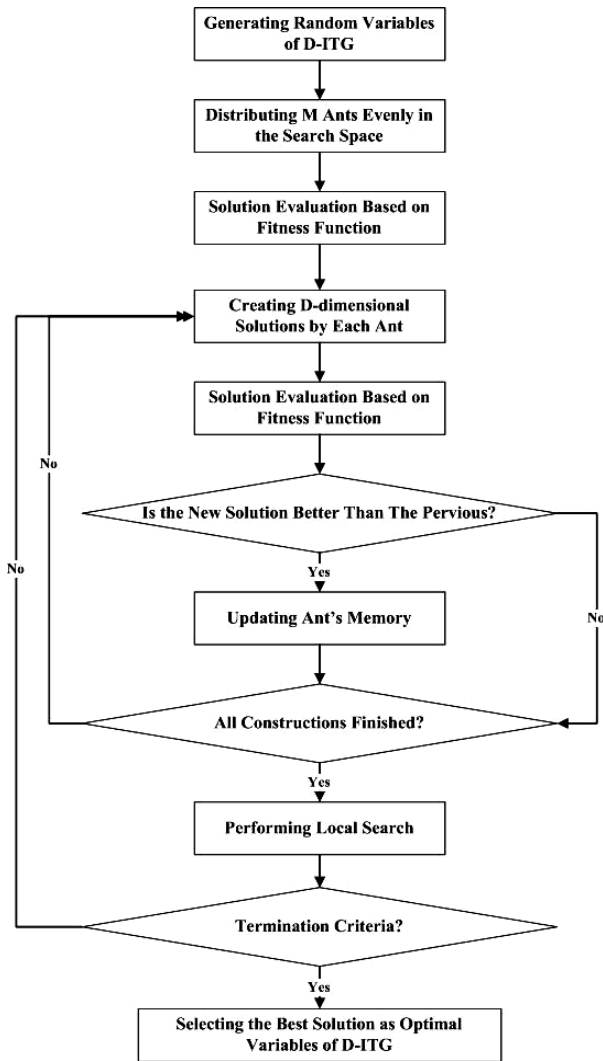 Generating Random Variables
of D-ITG
Distributing M Ants Evenly in
the Search Space
Solution Evaluation Based on
Fitness Function
Creating D-dimensional
Solutions by Each Ant
Solution Evaluation Based on
Fitness Function
No
Is the New Solution Better Than The Pervious?
No
Yes
Updating Ant's Memory
No
All Constructions Finished?
Yes
Performing Local Search
Termination Criteria?
Yes
Selecting the Best Solution as Optimal
Variables of D-ITG